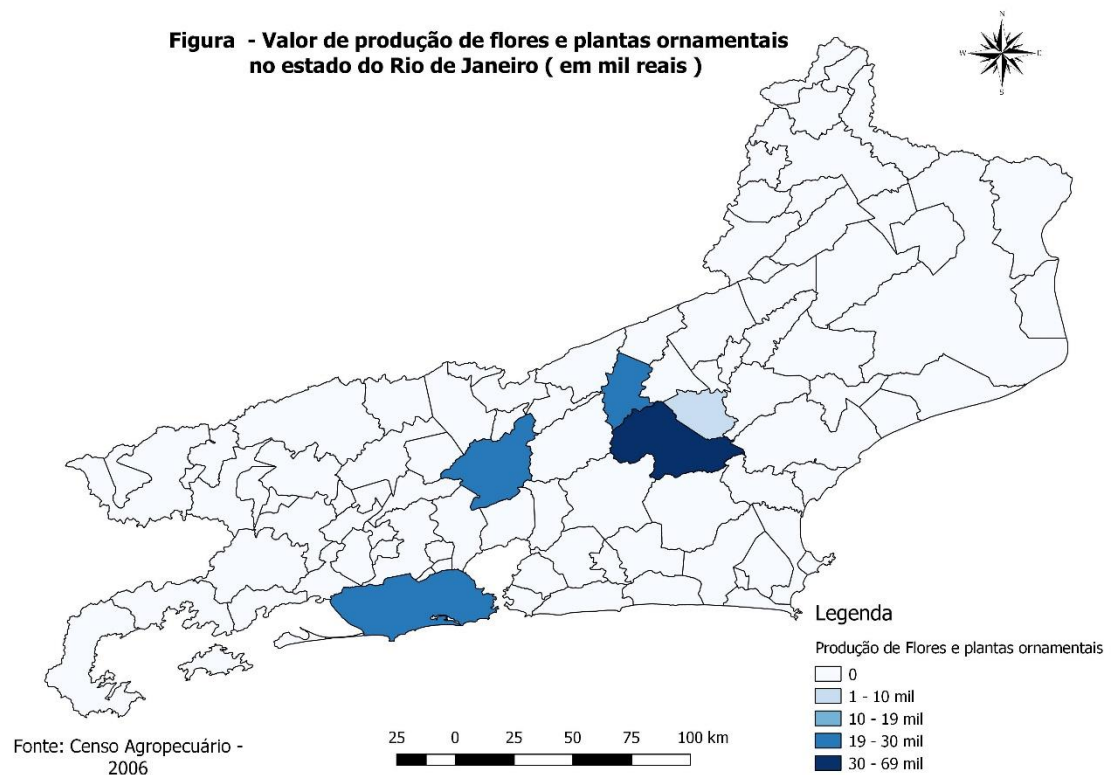 Figura - Valor de produção de flores e plantas ornamentais
no estado do Rio de Janeiro ( em mil reais )
N
W
E
S
Legenda
Produção de Flores e plantas ornamentais
0
1 - 10 mil
10 - 19 mil
19 - 30 mil
30 - 69 mil
Fonte: Censo Agropecuário -
2006
25 0 25 50 75 100 km